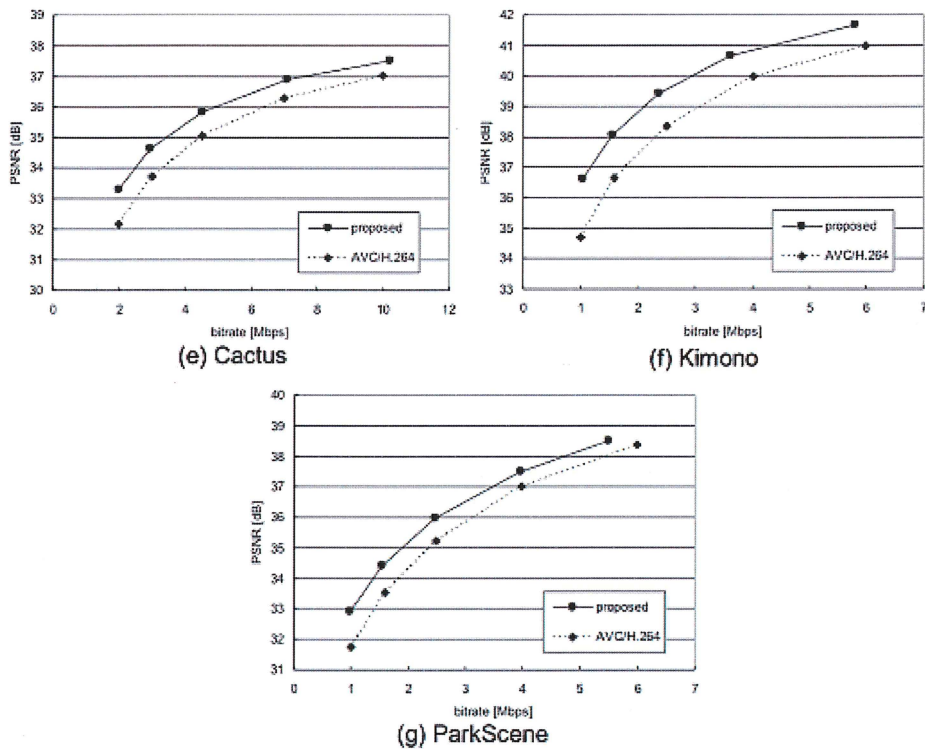 39
38
37
36
35
34
33
32
31
30
PSNR [dB]
0 2 4 6 8 10 12
bitrate [Mbps]
proposed
AVC/H.264
(e) Cactus
42
41
40
39
38
37
36
35
34
33
PSNR [dB]
0 1 2 3 4 5 6 7
bitrate [Mbps]
proposed
AVC/H.264
(f) Kimono
40
39
38
37
36
35
34
33
32
31
PSNR [dB]
0 1 2 3 4 5 6 7
bitrate [Mbps]
proposed
AVC/H.264
(g) ParkScene